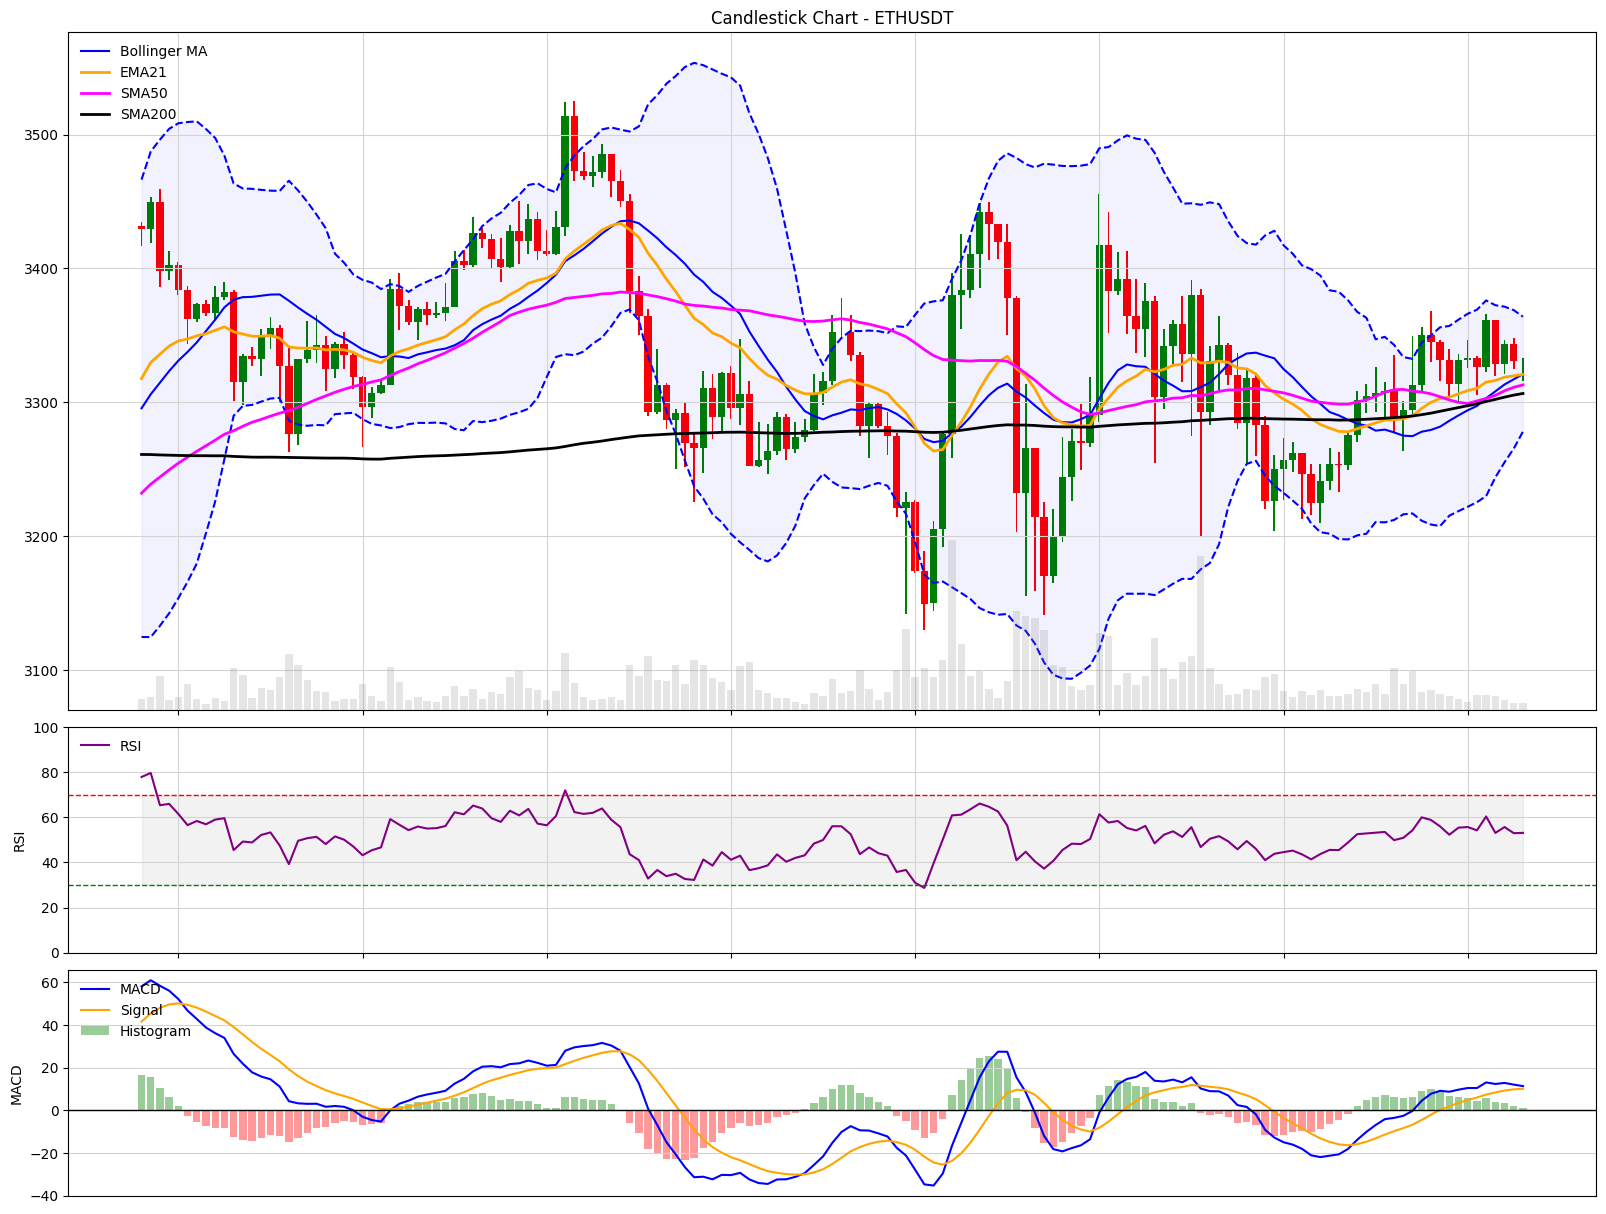 Candlestick Chart - ETHUSDT
Bollinger MA
EMA21
SMA50
SMA200
3500
3400
3300
3200
3100
100
RSI
80
60
RSI
40
20
0
60
MACD
Signal
40
Histogram
20
MACD
0
−20
−40